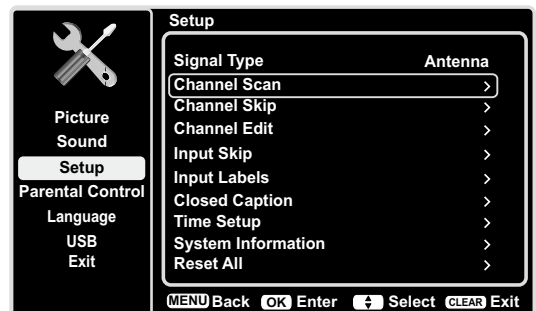 Setup
Signal Type Antenna
Channel Scan >
Channel Skip >
Channel Edit >
Input Skip >
Input Labels >
Closed Caption >
Time Setup >
System Information >
Reset All >
Picture
Sound
Setup
Parental Control
Language
USB
Exit
MENU Back OK Enter Select CLEAR Exit